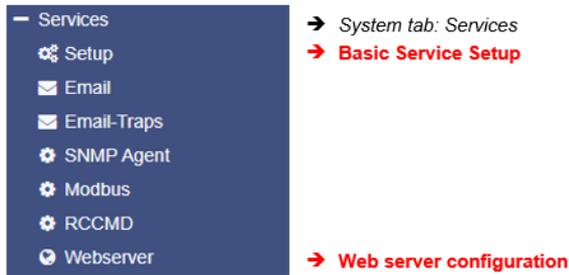 Services
➔ System tab: Services
Setup
➔ Basic Service Setup
Email
Email-Traps
SNMP Agent
Modbus
RCCMD
Webserver
➔ Web server configuration